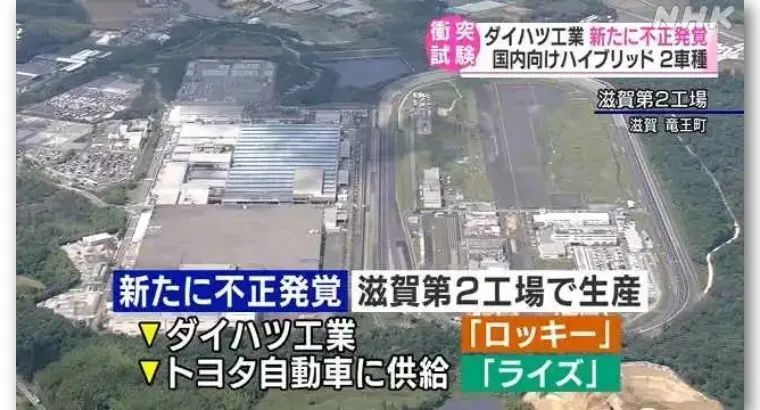 NHK
衝突試験
ダイハツ工業 新たに不正発覚
国内向けハイブリッド 2車種
滋賀第2工場
滋賀 竜王町
新たに不正発覚 滋賀第2工場で生産
▼ダイハツ工業 「ロッキー」
▼トヨタ自動車に供給 「ライズ」